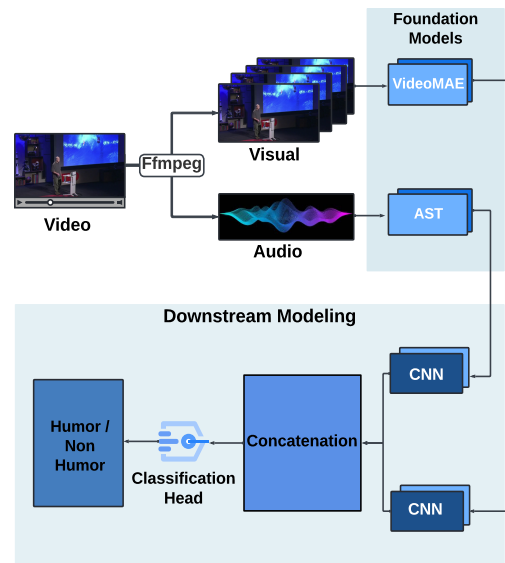 Foundation
Models
VideoMAE
Ffmpeg
Visual
Video
AST
Audio
Downstream Modeling
CNN
Humor /
Non
Humor
Concatenation
Classification
Head
CNN